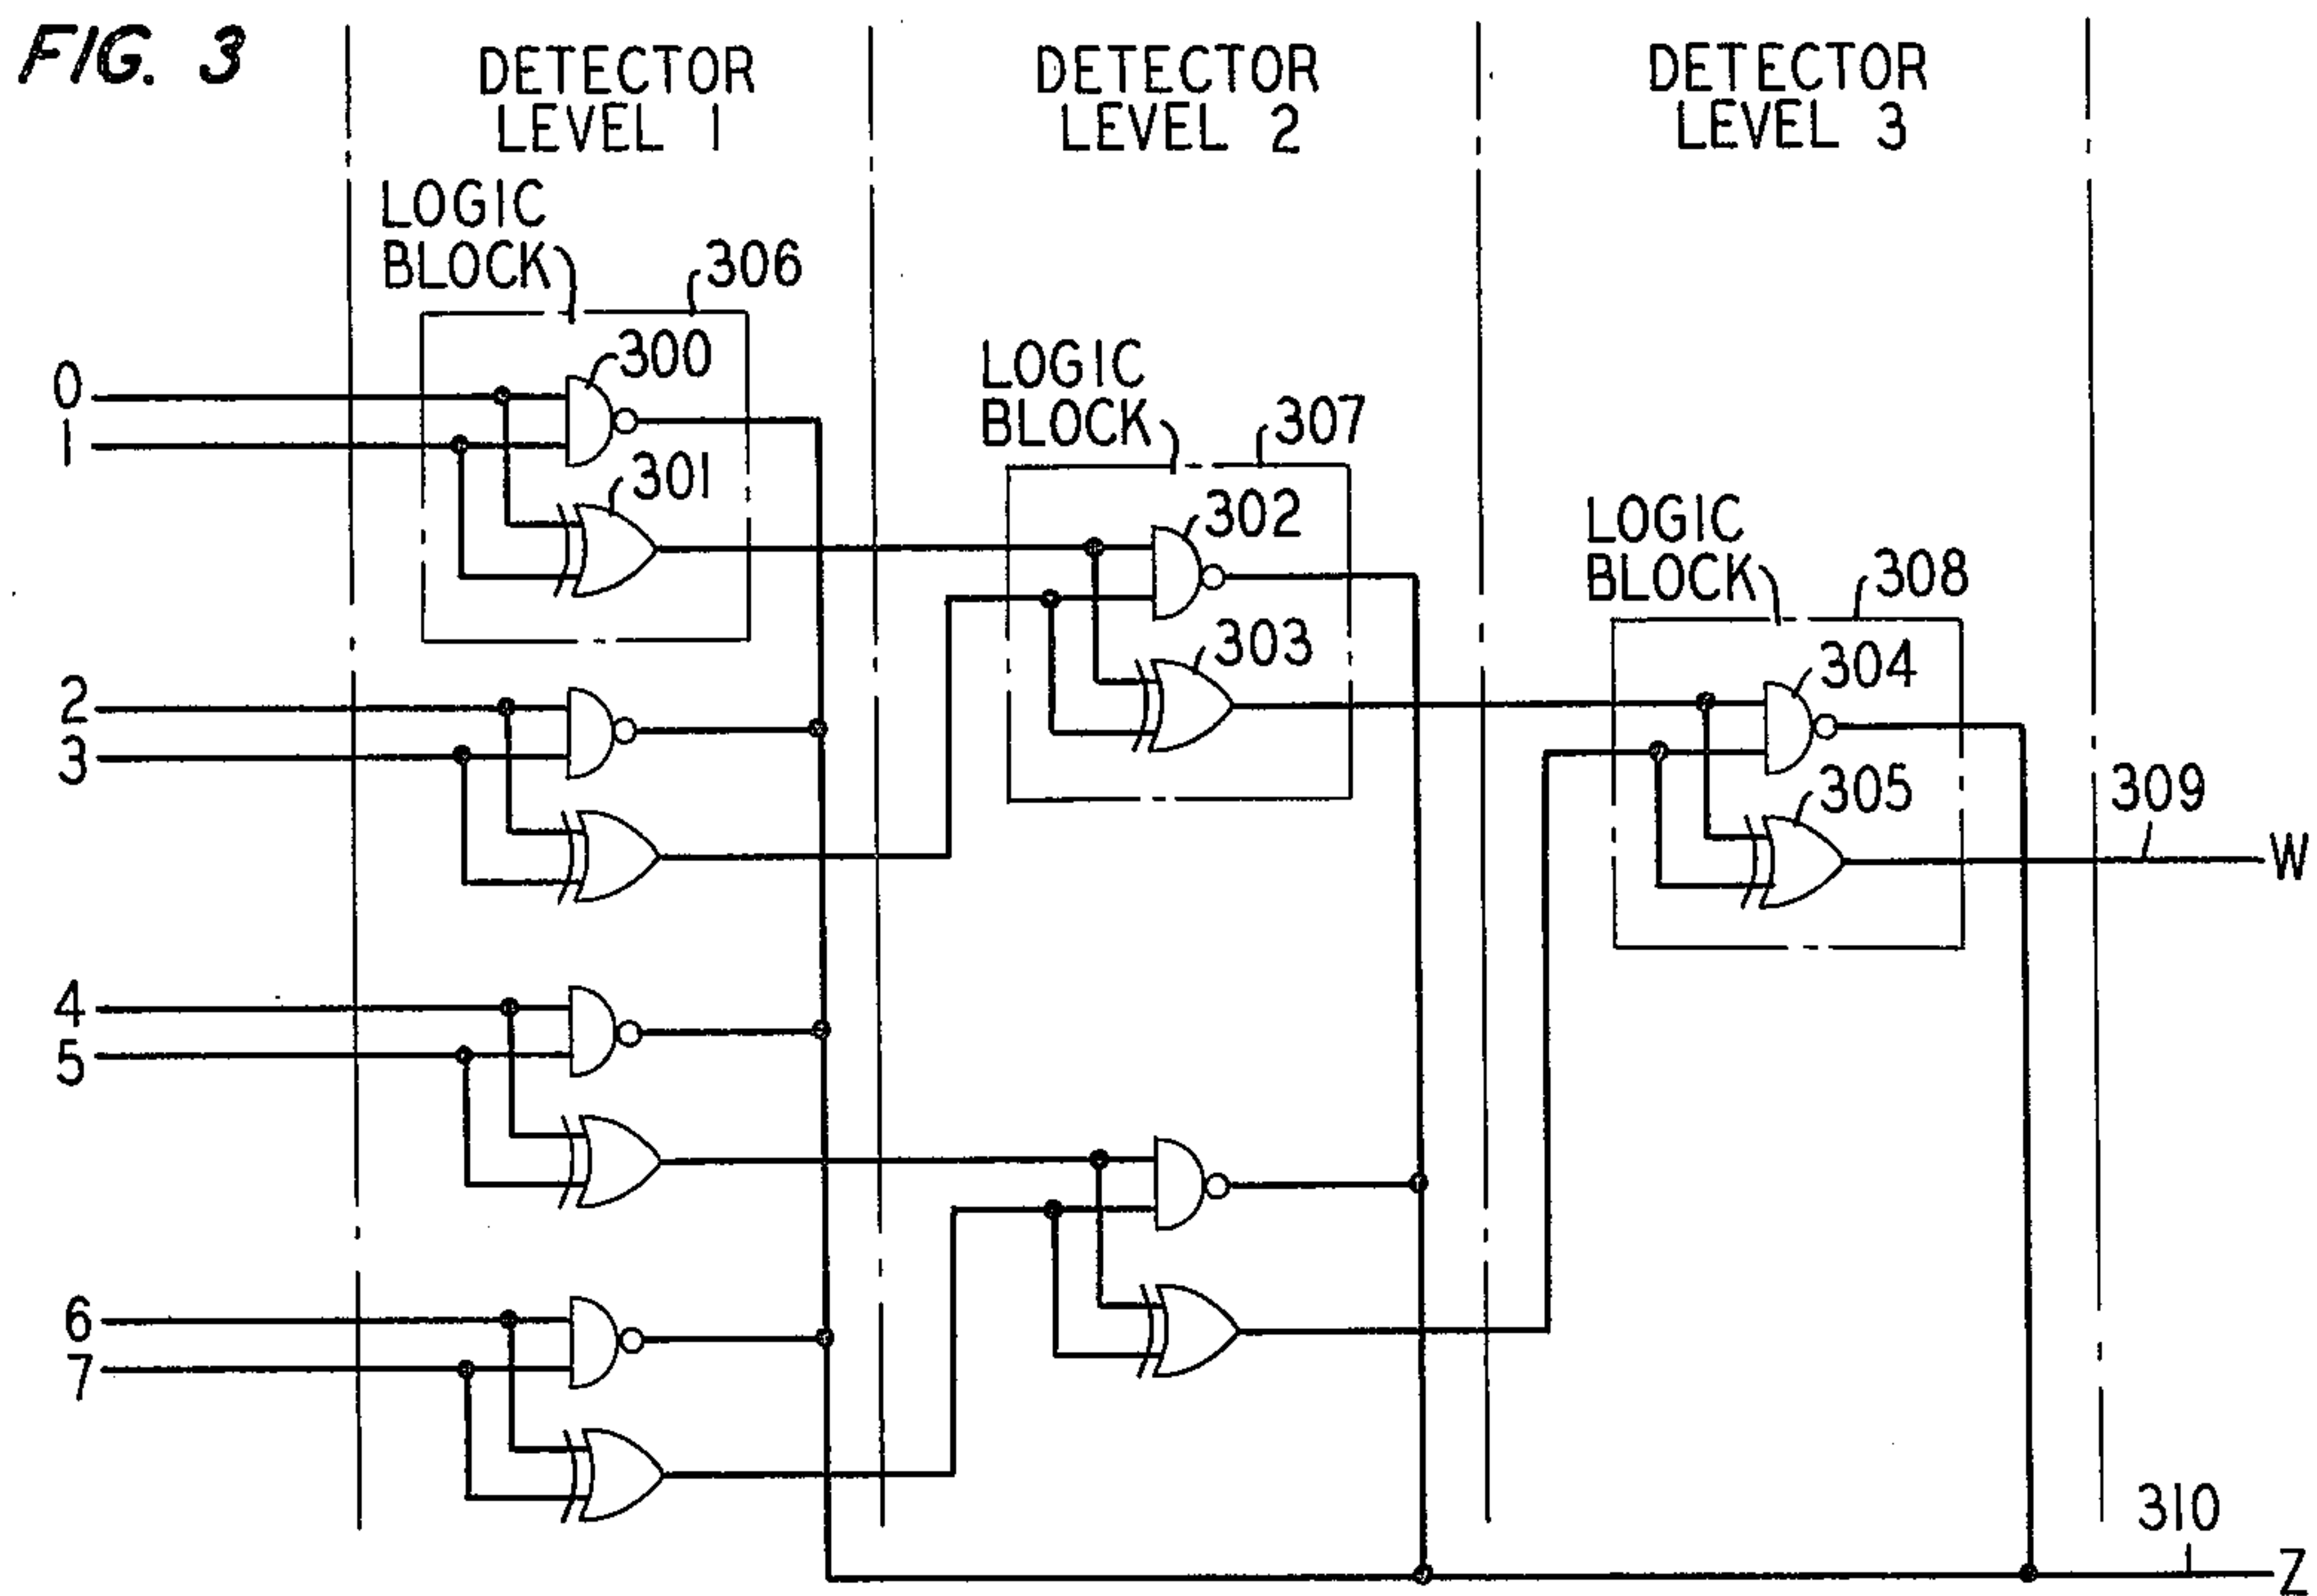 FIG. 3
DETECTOR
LEVEL 1
DETECTOR
LEVEL 2
DETECTOR
LEVEL 3
LOGIC
BLOCK
306
300
301
0
1
LOGIC
BLOCK
307
302
303
LOGIC
BLOCK
308
304
305
309
W
2
3
4
5
6
7
310
Z